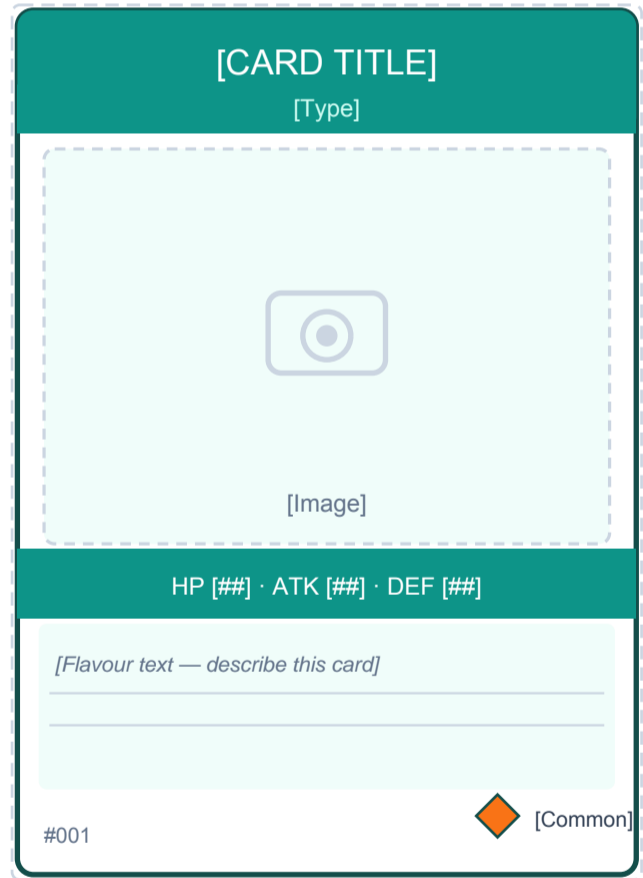 [CARD TITLE]
[Type]
[Image]
HP [##] · ATK [##] · DEF [##]
[Flavour text — describe this card]
[Common]
#001